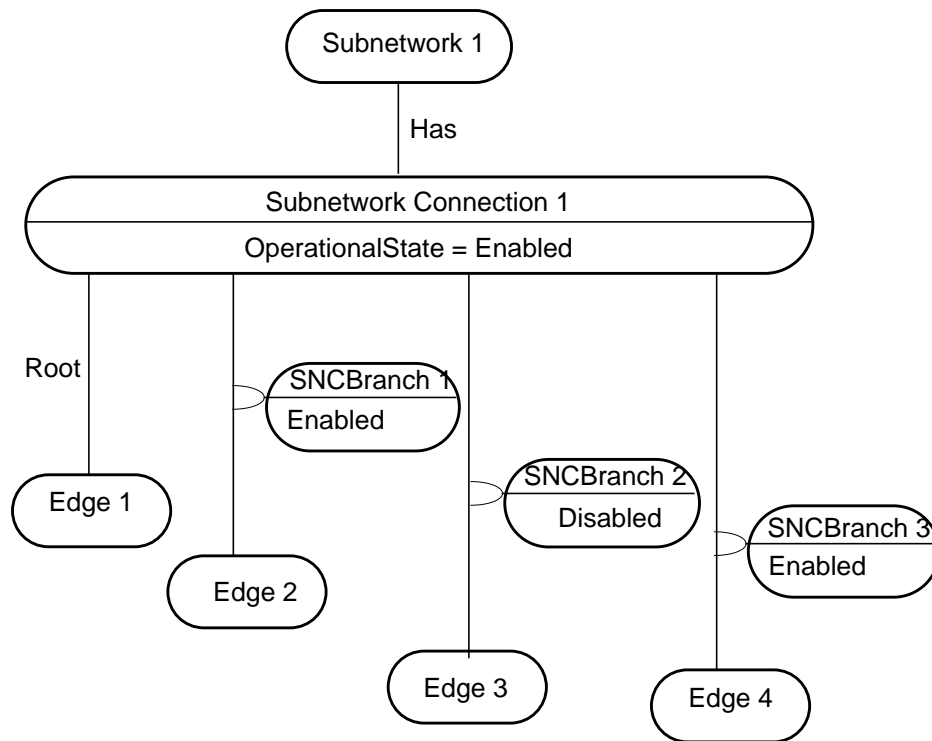 Subnetwork 1
Has
Subnetwork Connection 1
OperationalState = Enabled
Root
SNCBranch 1
Enabled
SNCBranch 2
Disabled
SNCBranch 3
Enabled
Edge 1
Edge 2
Edge 3
Edge 4